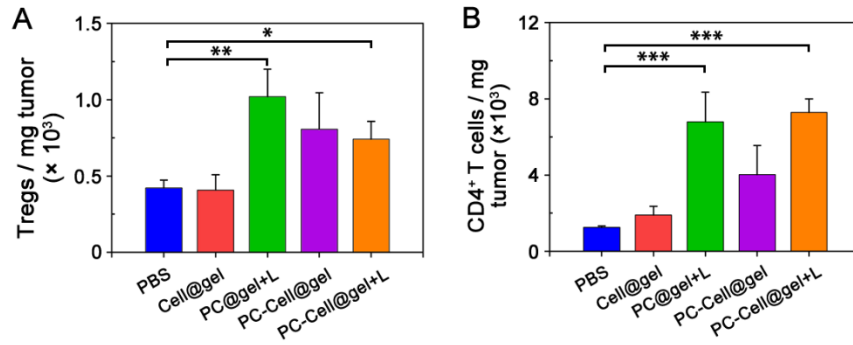 A
Tregs / mg tumor
(× 10³)
1.5
1.0
0.5
0
**
*
PBS
Cell@gel
PC@gel+L
PC-Cell@gel
PC-Cell@gel+L
B
CD4⁺ T cells / mg
tumor (×10³)
12
8
4
0
***
***
PBS
Cell@gel
PC@gel+L
PC-Cell@gel
PC-Cell@gel+L